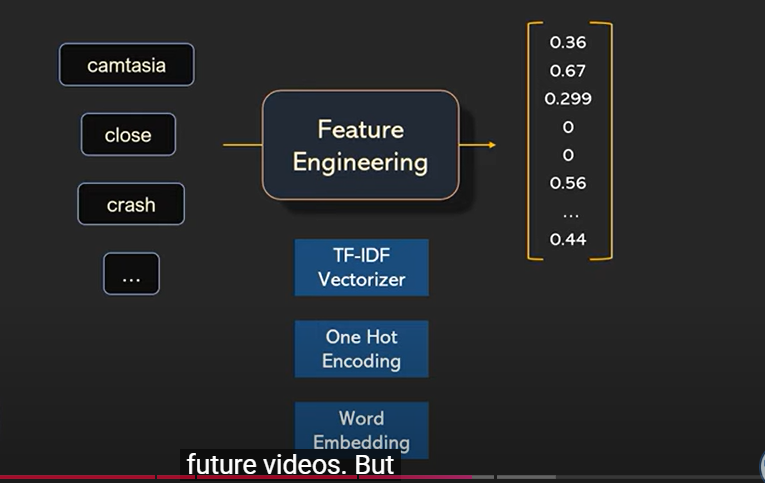 camtasia
close
crash
...
Feature
Engineering
TF-IDF
Vectorizer
One Hot
Encoding
Word
Embedding
0.36
0.67
0.299
0
0
0.56
...
0.44
future videos. But